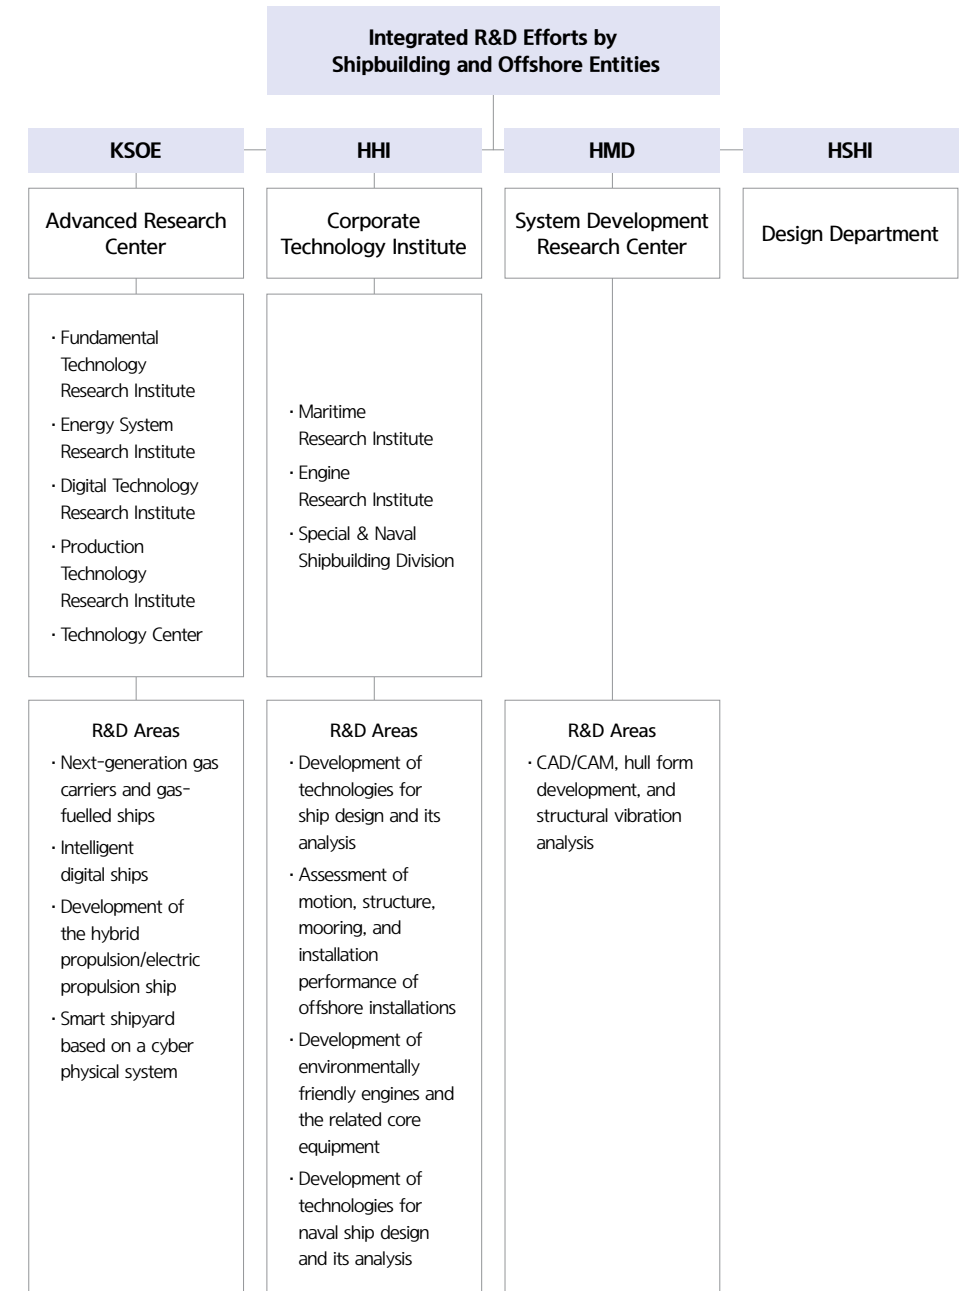 Integrated R&D Efforts by
Shipbuilding and Offshore Entities
KSOE
HHI
HMD
HSHI
Advanced Research
Center
Corporate
Technology Institute
System Development
Research Center
Design Department
· Fundamental
Technology
Research Institute
· Energy System
Research Institute
· Digital Technology
Research Institute
· Production
Technology
Research Institute
· Technology Center
· Maritime
Research Institute
· Engine
Research Institute
· Special & Naval
Shipbuilding Division
R&D Areas
· Next-generation gas
carriers and gas-
fuelled ships
· Intelligent
digital ships
· Development of
the hybrid
propulsion/electric
propulsion ship
· Smart shipyard
based on a cyber
physical system
R&D Areas
· Development of
technologies for
ship design and its
analysis
· Assessment of
motion, structure,
mooring, and
installation
performance of
offshore installations
· Development of
environmentally
friendly engines and
the related core
equipment
· Development of
technologies for
naval ship design
and its analysis
R&D Areas
· CAD/CAM, hull form
development, and
structural vibration
analysis